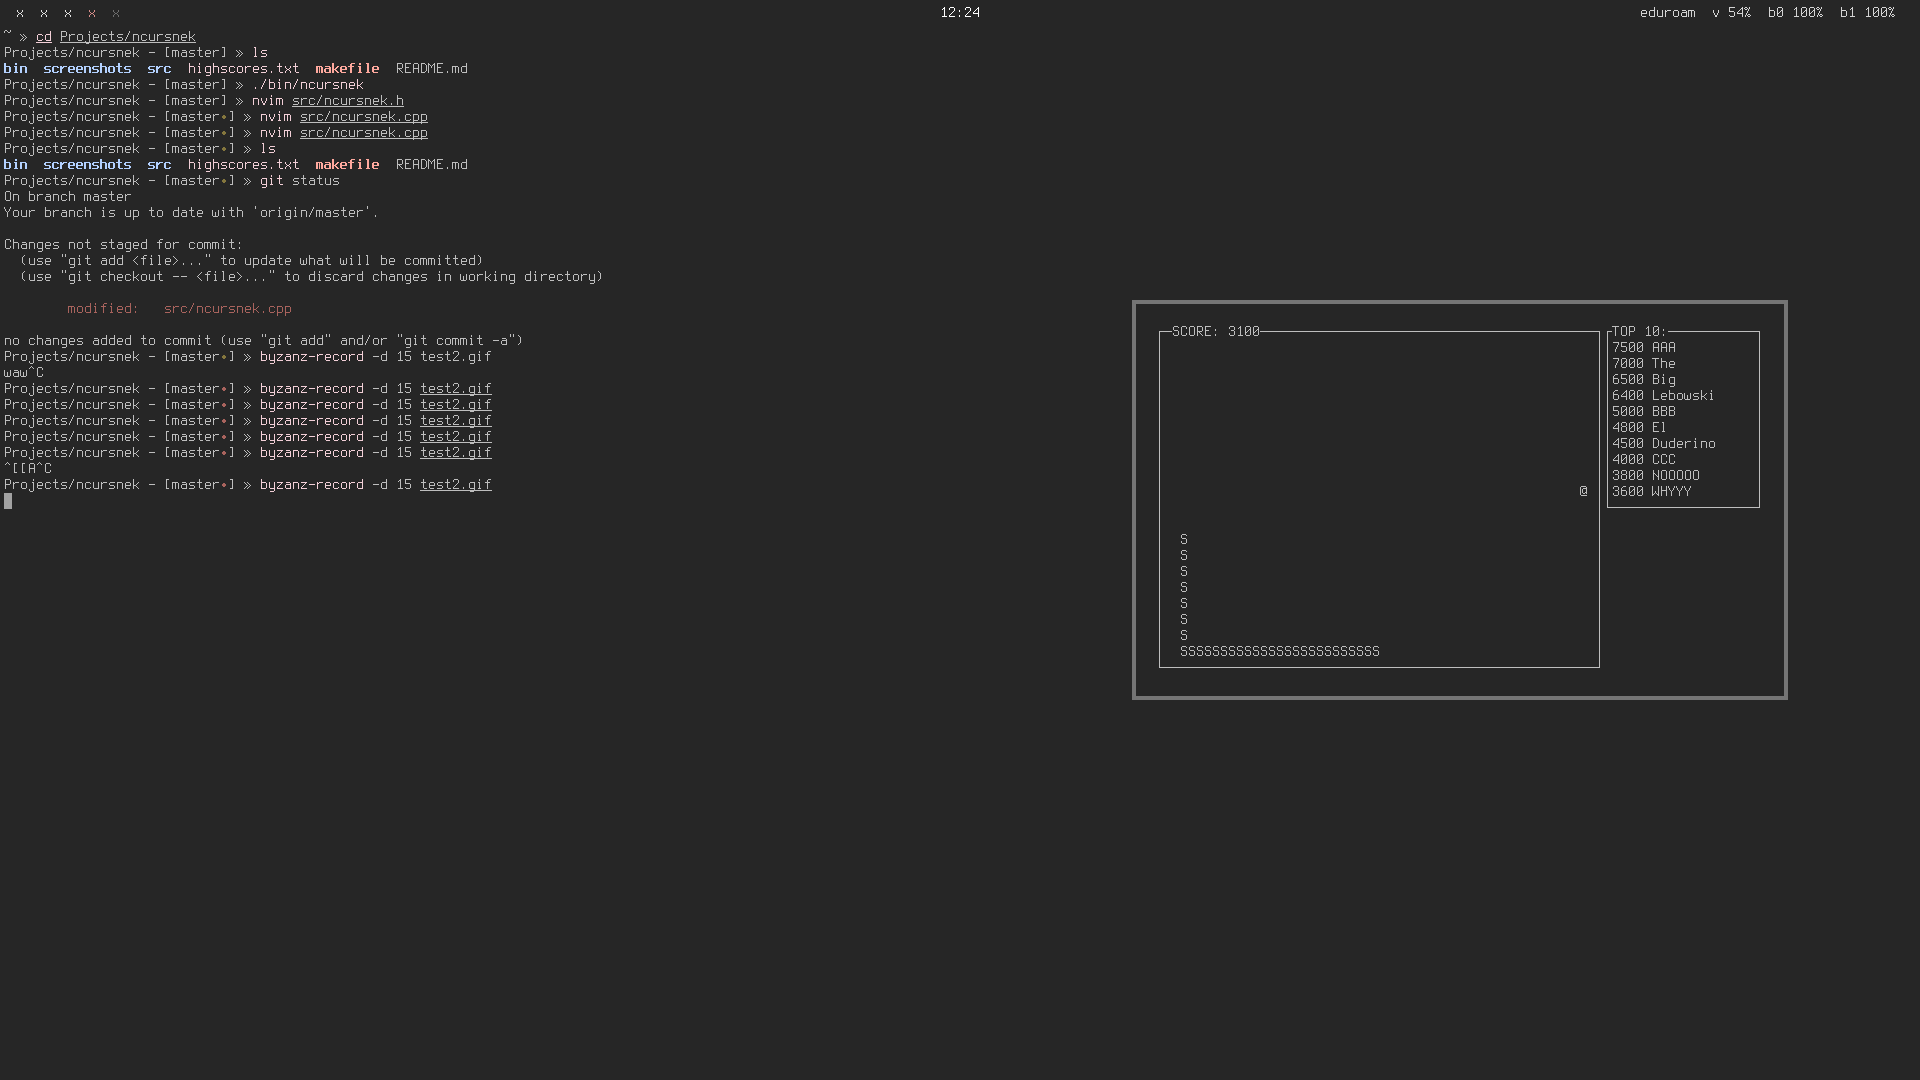 x x x x x 12:24 eduroam v 54% b0 100% b1 100%
~ » cd Projects/ncursnek
Projects/ncursnek - [master] » ls
bin screenshots src highscores.txt makefile README.md
Projects/ncursnek - [master] » ./bin/ncursnek
Projects/ncursnek - [master] » nvim src/ncursnek.h
Projects/ncursnek - [master•] » nvim src/ncursnek.cpp
Projects/ncursnek - [master•] » nvim src/ncursnek.cpp
Projects/ncursnek - [master•] » ls
bin screenshots src highscores.txt makefile README.md
Projects/ncursnek - [master•] » git status
On branch master
Your branch is up to date with 'origin/master'.
Changes not staged for commit:
(use "git add <file>..." to update what will be committed)
(use "git checkout -- <file>..." to discard changes in working directory)
modified: src/ncursnek.cpp
no changes added to commit (use "git add" and/or "git commit -a")
Projects/ncursnek - [master•] » byzanz-record -d 15 test2.gif
waw^C
Projects/ncursnek - [master•] » byzanz-record -d 15 test2.gif
Projects/ncursnek - [master•] » byzanz-record -d 15 test2.gif
Projects/ncursnek - [master•] » byzanz-record -d 15 test2.gif
Projects/ncursnek - [master•] » byzanz-record -d 15 test2.gif
Projects/ncursnek - [master•] » byzanz-record -d 15 test2.gif
^[[A^C
Projects/ncursnek - [master•] » byzanz-record -d 15 test2.gif
SCORE: 3100
@
S
S
S
S
S
S
S
SSSSSSSSSSSSSSSSSSSSSSSSS
TOP 10:
7500 AAA
7000 The
6500 Big
6400 Lebowski
5000 BBB
4800 El
4500 Duderino
4000 CCC
3800 NOOOOO
3600 WHYYY